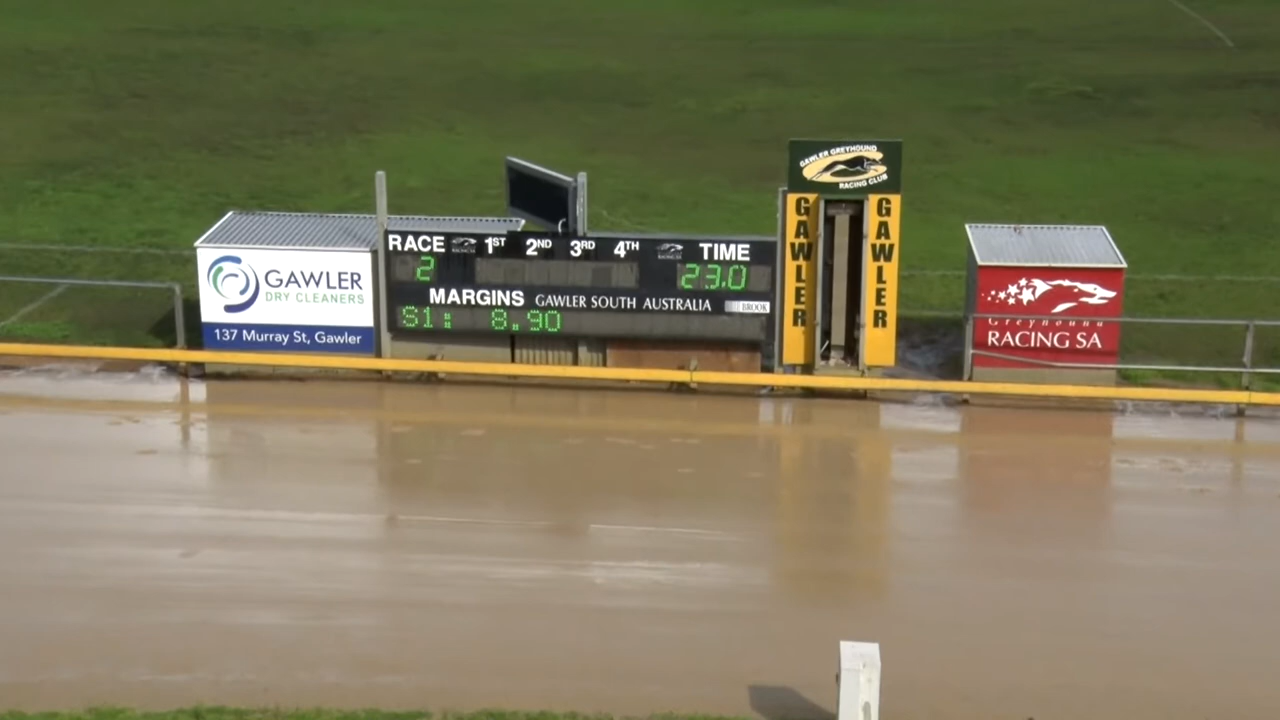 GAWLER GREYHOUND
RACING CLUB
GAWLER
GAWLER
RACE 1ST 2ND 3RD 4TH TIME
2 23.0
MARGINS GAWLER SOUTH AUSTRALIA BROOK
S1: 8.90
GAWLER
DRY CLEANERS
137 Murray St, Gawler
Greyhound
RACING SA